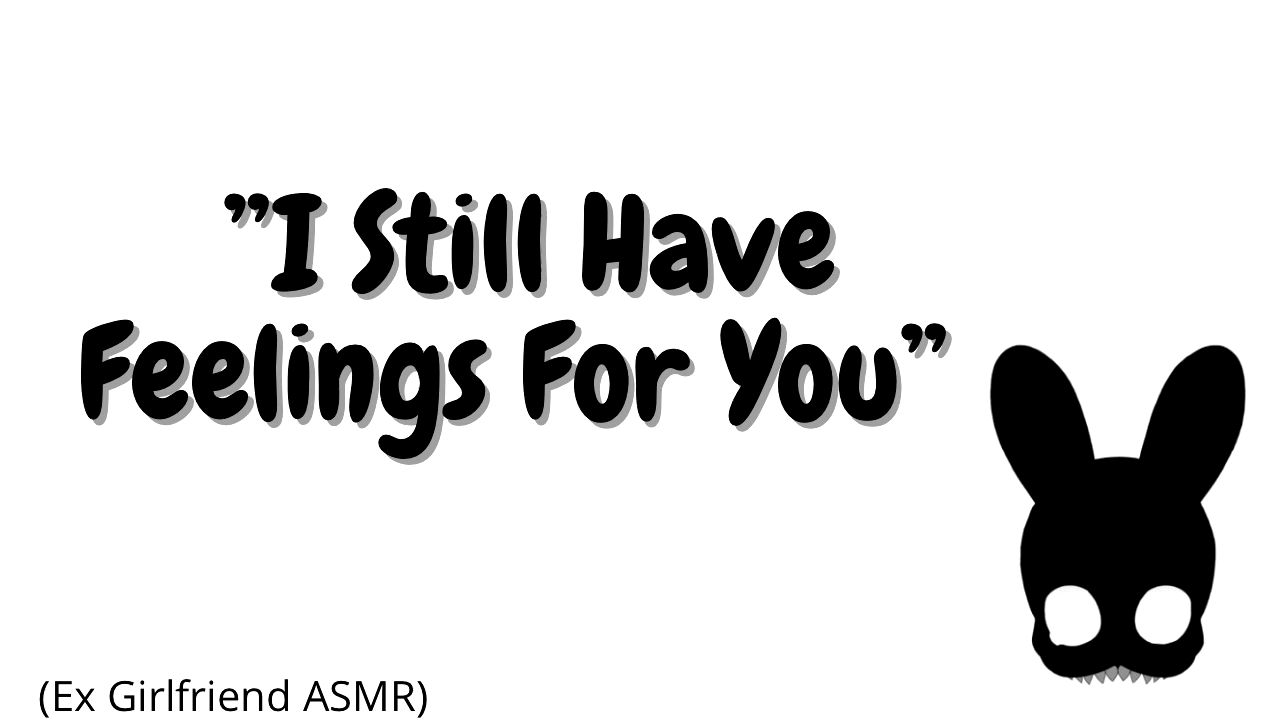 ”I Still Have
Feelings For You”
(Ex Girlfriend ASMR)